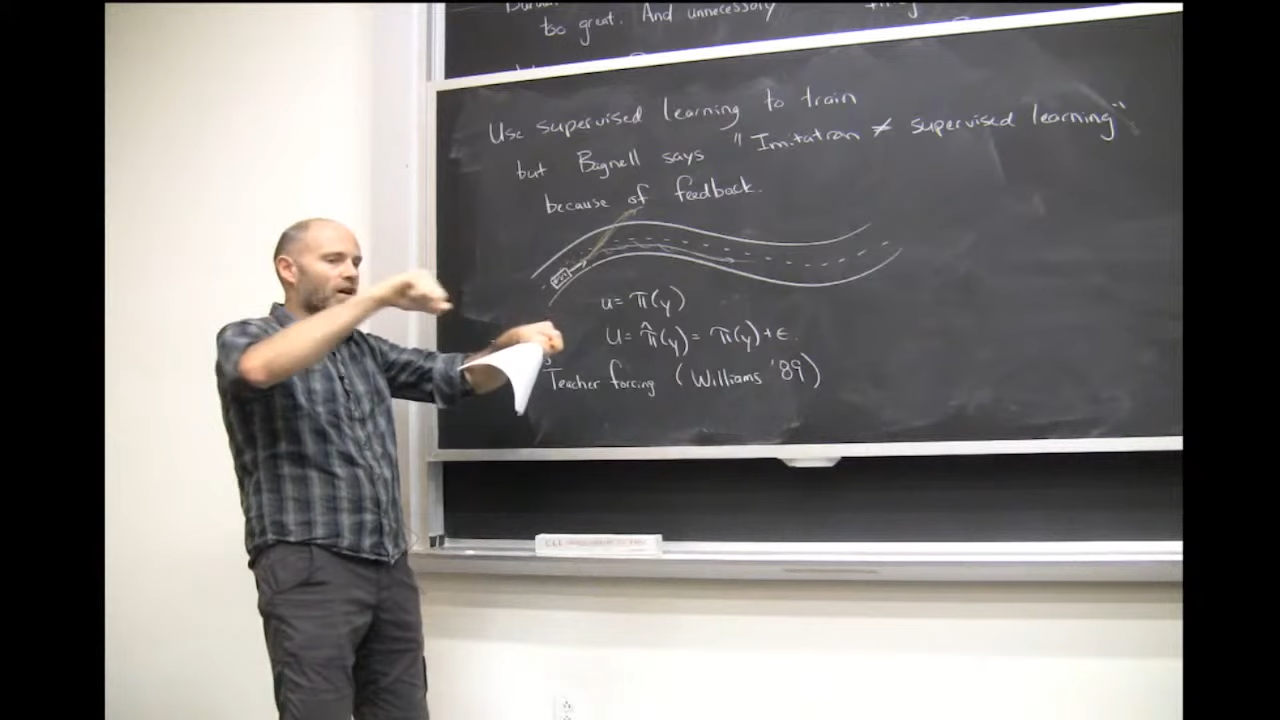 too great. And unnecessary
Use supervised learning to train
but Bagnell says "Imitatran ≠ supervised learning"
because of feedback.
u = π(y)
u = π̂(y) = π(y) + ε
Teacher forcing (Williams '89)